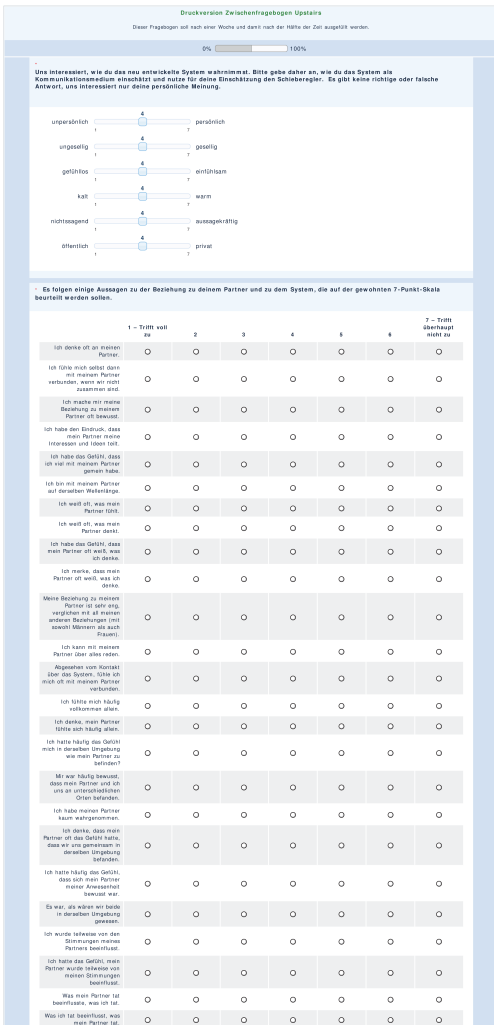 Druckversion Zwischenfragebogen Upstairs
Dieser Fragebogen soll nach einer Woche und damit nach der Hälfte der Zeit ausgefüllt werden.
0% 100%
Uns interessiert, wie du das neu entwickelte System wahrnimmst. Bitte gebe daher an, wie du das System als
Kommunikationsmedium einschätzt und nutze für deine Einschätzung den Schieberegler. Es gibt keine richtige oder falsche
Antwort, uns interessiert nur deine persönliche Meinung.
4
unpersönlich persönlich
1 7
4
ungesellig gesellig
1 7
4
gefühllos einfühlsam
1 7
4
kalt warm
1 7
4
nichtssagend aussagekräftig
1 7
4
öffentlich privat
1 7
Es folgen einige Aussagen zu der Beziehung zu deinem Partner und zu dem System, die auf der gewohnten 7-Punkt-Skala
beurteilt werden sollen.
1 – Trifft voll zu 2 3 4 5 6 7 – Trifft überhaupt nicht zu
Ich denke oft an meinen
Partner.
Ich fühle mich selbst dann
mit meinem Partner
verbunden, wenn wir nicht
zusammen sind.
Ich mache mir meine
Beziehung zu meinem
Partner oft bewusst.
Ich habe den Eindruck, dass
mein Partner meine
Interessen und Ideen teilt.
Ich habe das Gefühl, dass
ich viel mit meinem Partner
gemein habe.
Ich bin mit meinem Partner
auf derselben Wellenlänge.
Ich weiß oft, was mein
Partner fühlt.
Ich weiß oft, was mein
Partner denkt.
Ich habe das Gefühl, dass
mein Partner oft weiß, was
ich denke.
Ich merke, dass mein
Partner oft weiß, was ich
denke.
Meine Beziehung zu meinem
Partner ist sehr eng,
verglichen mit all meinen
anderen Beziehungen (mit
sowohl Männern als auch
Frauen).
Ich kann mit meinem
Partner über alles reden.
Abgesehen vom Kontakt
über das System, fühle ich
mich oft mit meinem Partner
verbunden.
Ich fühlte mich häufig
vollkommen allein.
Ich denke, mein Partner
fühlte sich häufig allein.
Ich hatte häufig das Gefühl
mich in derselben Umgebung
wie mein Partner zu
befinden?
Mir war häufig bewusst,
dass mein Partner und ich
uns an unterschiedlichen
Orten befanden.
Ich habe meinen Partner
kaum wahrgenommen.
Ich denke, dass mein
Partner oft das Gefühl hatte,
dass wir uns gemeinsam in
derselben Umgebung
befanden.
Ich hatte häufig das Gefühl,
dass sich mein Partner
meiner Anwesenheit
bewusst war.
Es war, als wären wir beide
in derselben Umgebung
gewesen.
Ich wurde teilweise von den
Stimmungen meines
Partners beeinflusst.
Ich hatte das Gefühl, mein
Partner wurde teilweise von
meinen Stimmungen
beeinflusst.
Was mein Partner tat
beeinflusste, was ich tat.
Was ich tat beeinflusst, was
mein Partner tat.